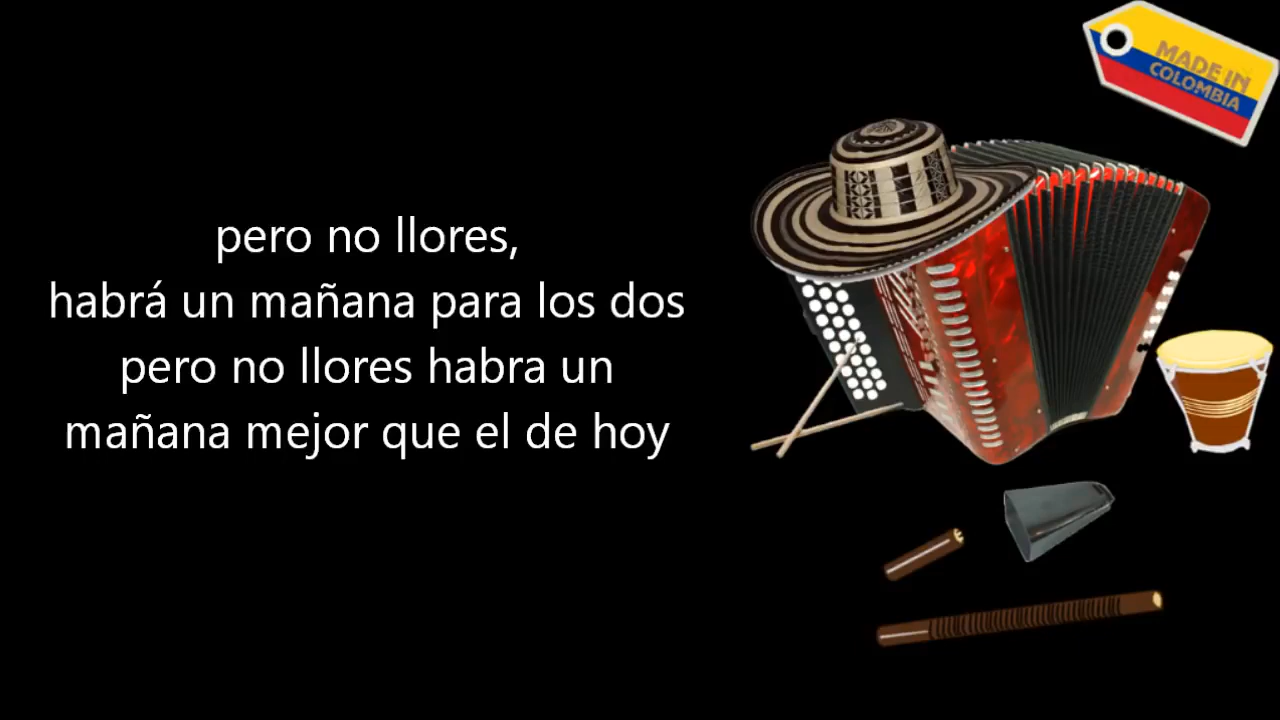 pero no llores,
habrá un mañana para los dos
pero no llores habra un
mañana mejor que el de hoy
MADE IN
COLOMBIA